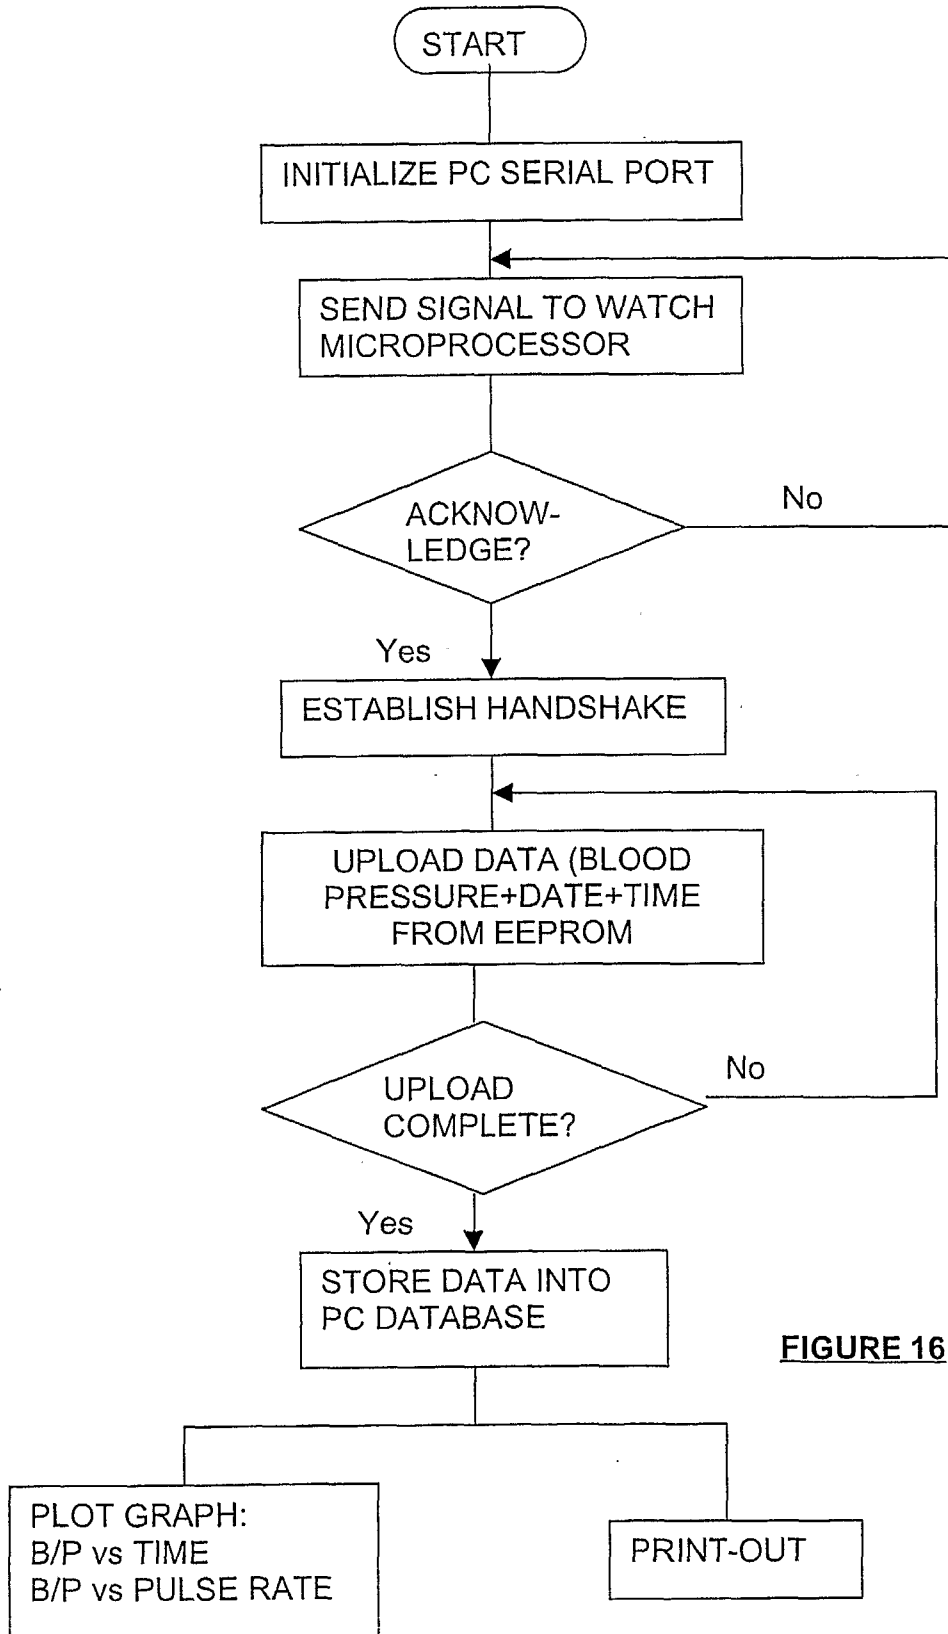 START
INITIALIZE PC SERIAL PORT
SEND SIGNAL TO WATCH
MICROPROCESSOR
ACKNOW-
LEDGE?
No
Yes
ESTABLISH HANDSHAKE
UPLOAD DATA (BLOOD
PRESSURE+DATE+TIME
FROM EEPROM
UPLOAD
COMPLETE?
No
Yes
STORE DATA INTO
PC DATABASE
FIGURE 16
PLOT GRAPH:
B/P vs TIME
B/P vs PULSE RATE
PRINT-OUT